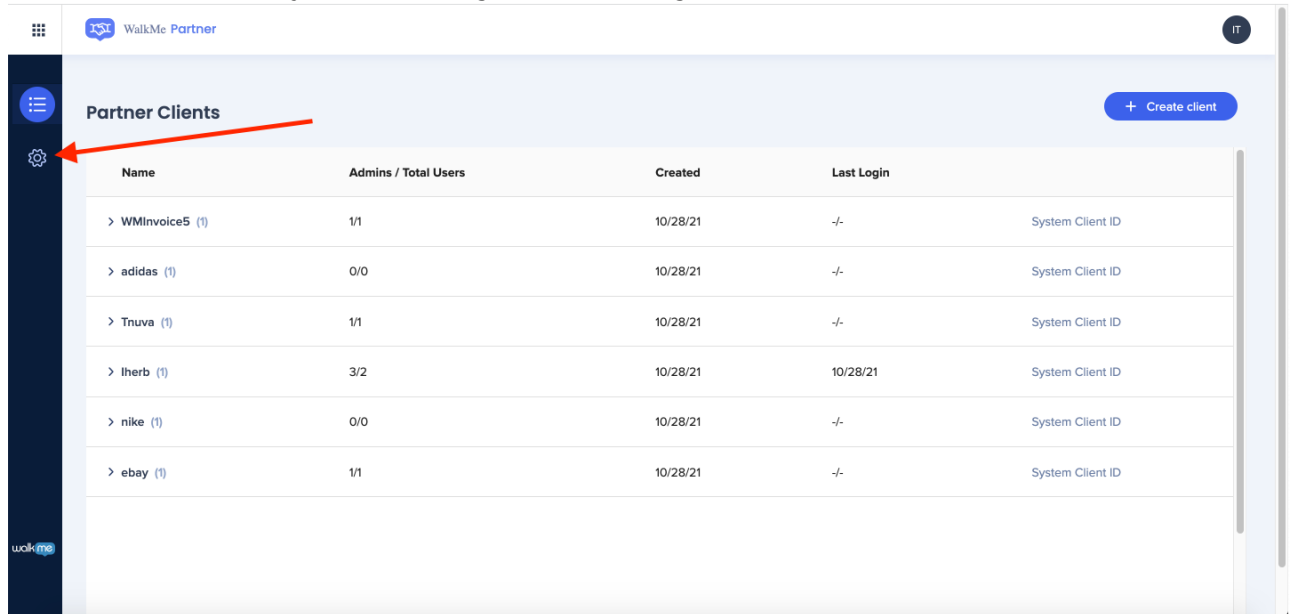 WalkMe Partner
IT
Partner Clients
+ Create client
Name Admins / Total Users Created Last Login
WMInvoice5 (1) 1/1 10/28/21 -/- System Client ID
adidas (1) 0/0 10/28/21 -/- System Client ID
Tnuva (1) 1/1 10/28/21 -/- System Client ID
Iherb (1) 3/2 10/28/21 10/28/21 System Client ID
nike (1) 0/0 10/28/21 -/- System Client ID
ebay (1) 1/1 10/28/21 -/- System Client ID
walkme